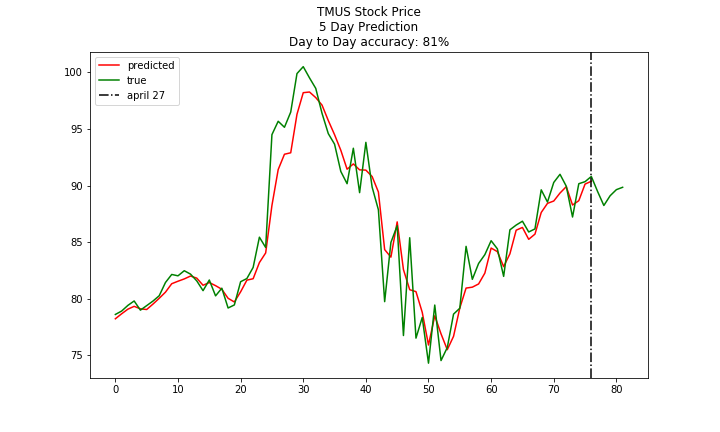 TMUS Stock Price
5 Day Prediction
Day to Day accuracy: 81%
predicted
true
april 27
100
95
90
85
80
75
0 10 20 30 40 50 60 70 80